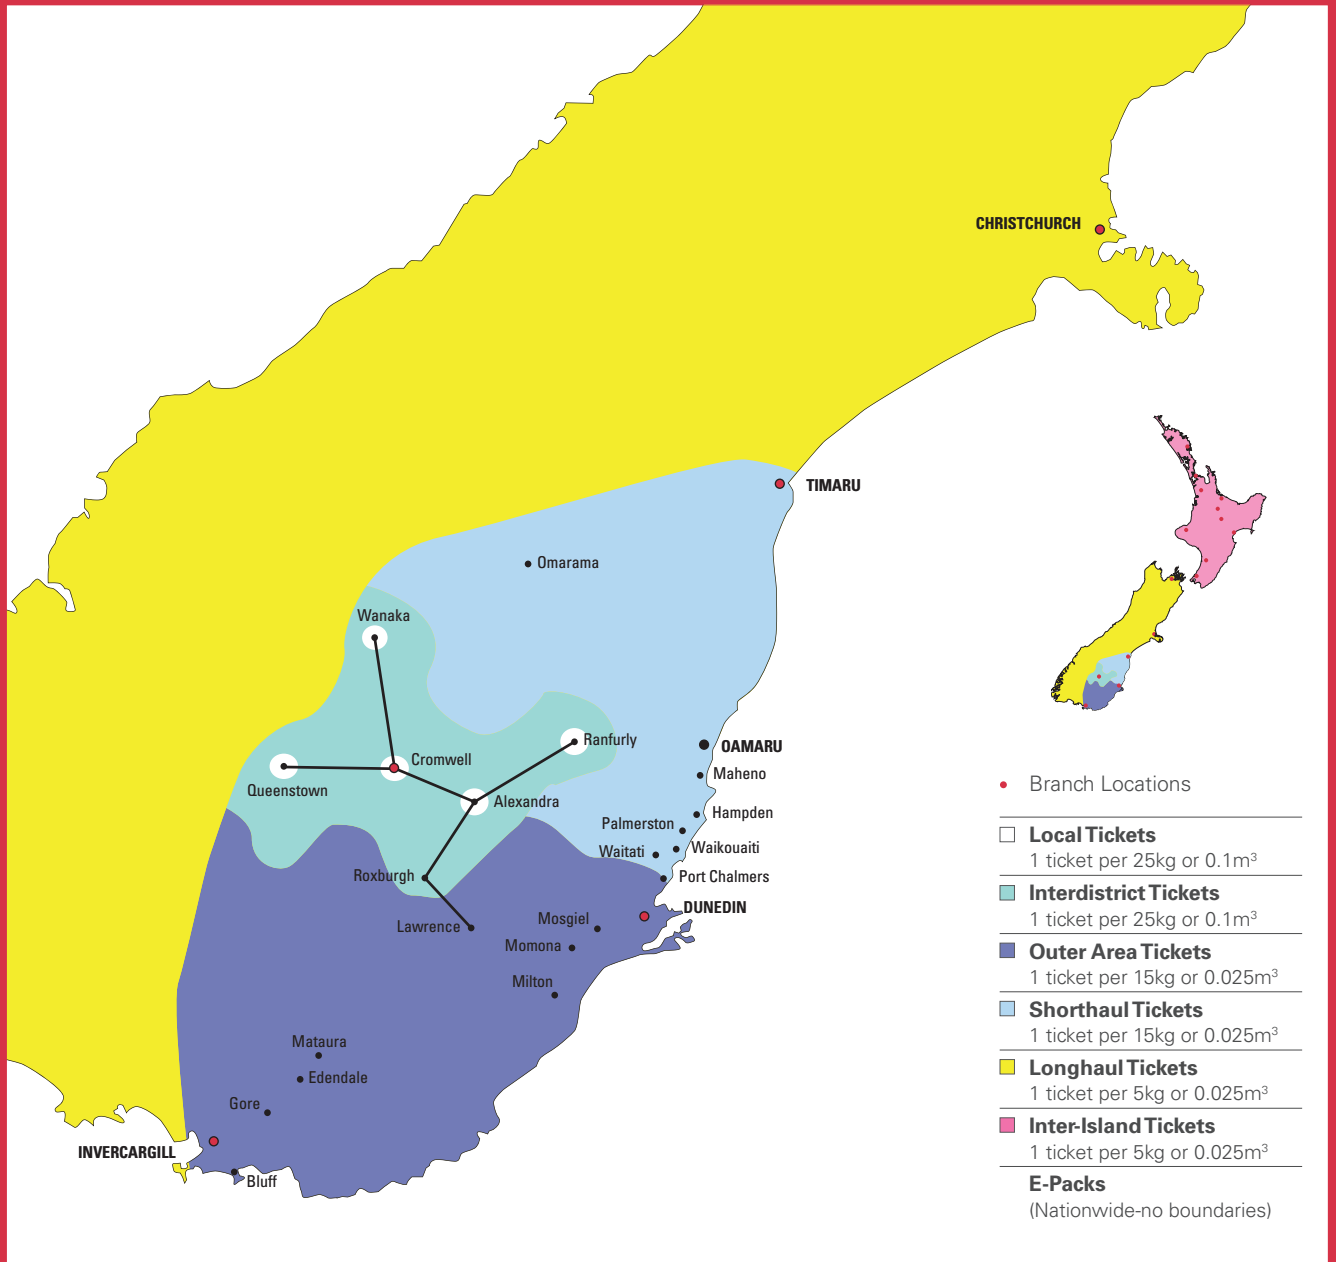 CHRISTCHURCH
TIMARU
Omarama
Wanaka
Ranfurly
OAMARU
Cromwell
Maheno
Queenstown
Alexandra
Hampden
Palmerston
Waikouaiti
Waitati
Roxburgh
Port Chalmers
DUNEDIN
Mosgiel
Lawrence
Momona
Milton
Mataura
Edendale
Gore
INVERCARGILL
Bluff
Branch Locations
Local Tickets
1 ticket per 25kg or 0.1m³
Interdistrict Tickets
1 ticket per 25kg or 0.1m³
Outer Area Tickets
1 ticket per 15kg or 0.025m³
Shorthaul Tickets
1 ticket per 15kg or 0.025m³
Longhaul Tickets
1 ticket per 5kg or 0.025m³
Inter-Island Tickets
1 ticket per 5kg or 0.025m³
E-Packs
(Nationwide-no boundaries)